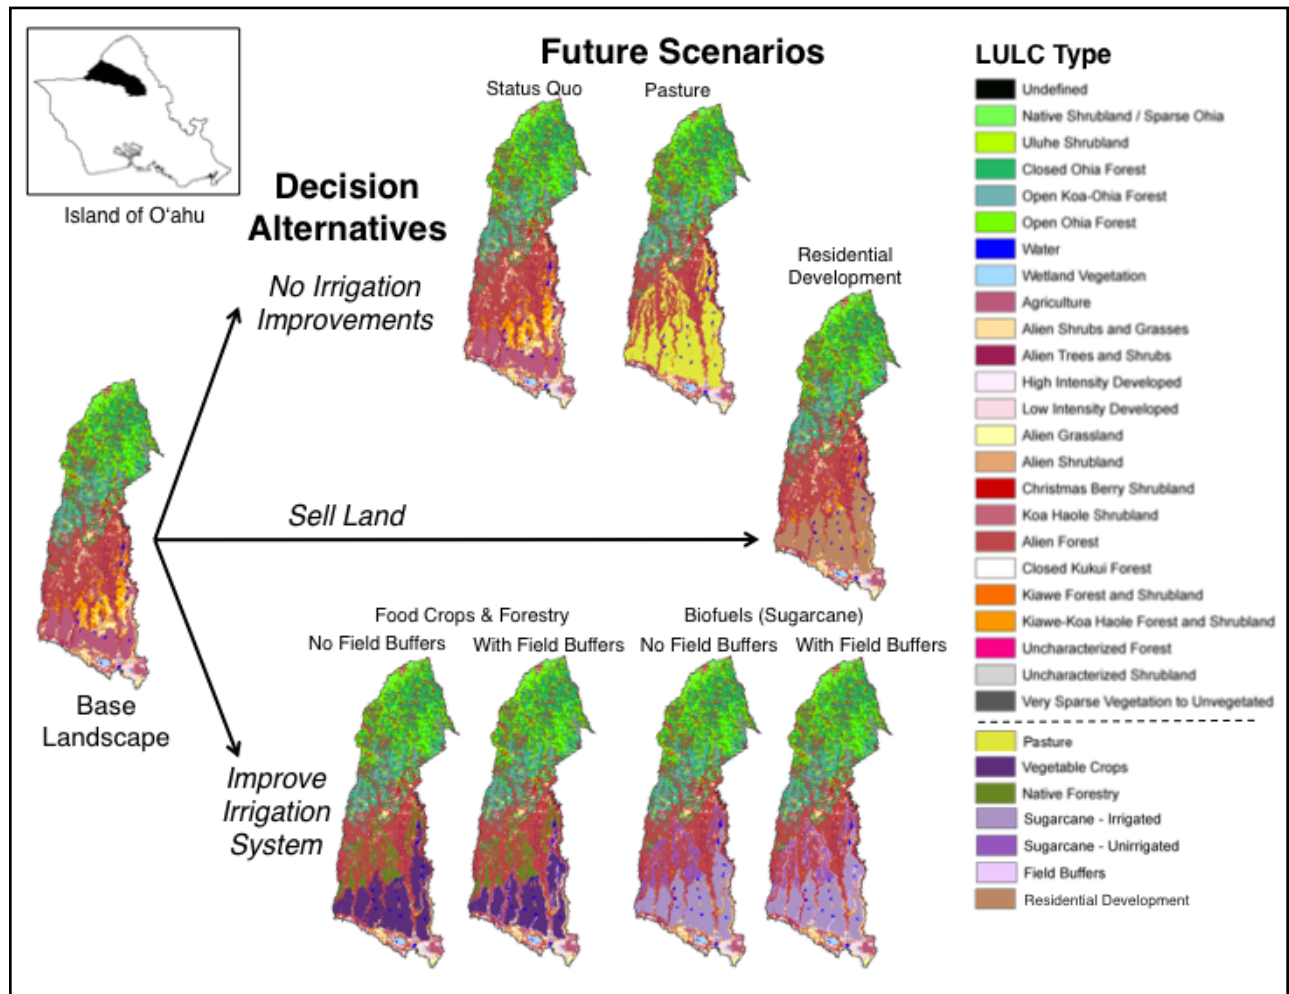 Island of O'ahu
Future Scenarios
Status Quo
Pasture
Decision
Alternatives
No Irrigation
Improvements
Residential
Development
Sell Land
Base
Landscape
Improve
Irrigation
System
Food Crops & Forestry
No Field Buffers
With Field Buffers
Biofuels (Sugarcane)
No Field Buffers
With Field Buffers
LULC Type
Undefined
Native Shrubland / Sparse Ohia
Uluhe Shrubland
Closed Ohia Forest
Open Koa-Ohia Forest
Open Ohia Forest
Water
Wetland Vegetation
Agriculture
Alien Shrubs and Grasses
Alien Trees and Shrubs
High Intensity Developed
Low Intensity Developed
Alien Grassland
Alien Shrubland
Christmas Berry Shrubland
Koa Haole Shrubland
Alien Forest
Closed Kukui Forest
Kiawe Forest and Shrubland
Kiawe-Koa Haole Forest and Shrubland
Uncharacterized Forest
Uncharacterized Shrubland
Very Sparse Vegetation to Unvegetated
Pasture
Vegetable Crops
Native Forestry
Sugarcane - Irrigated
Sugarcane - Unirrigated
Field Buffers
Residential Development